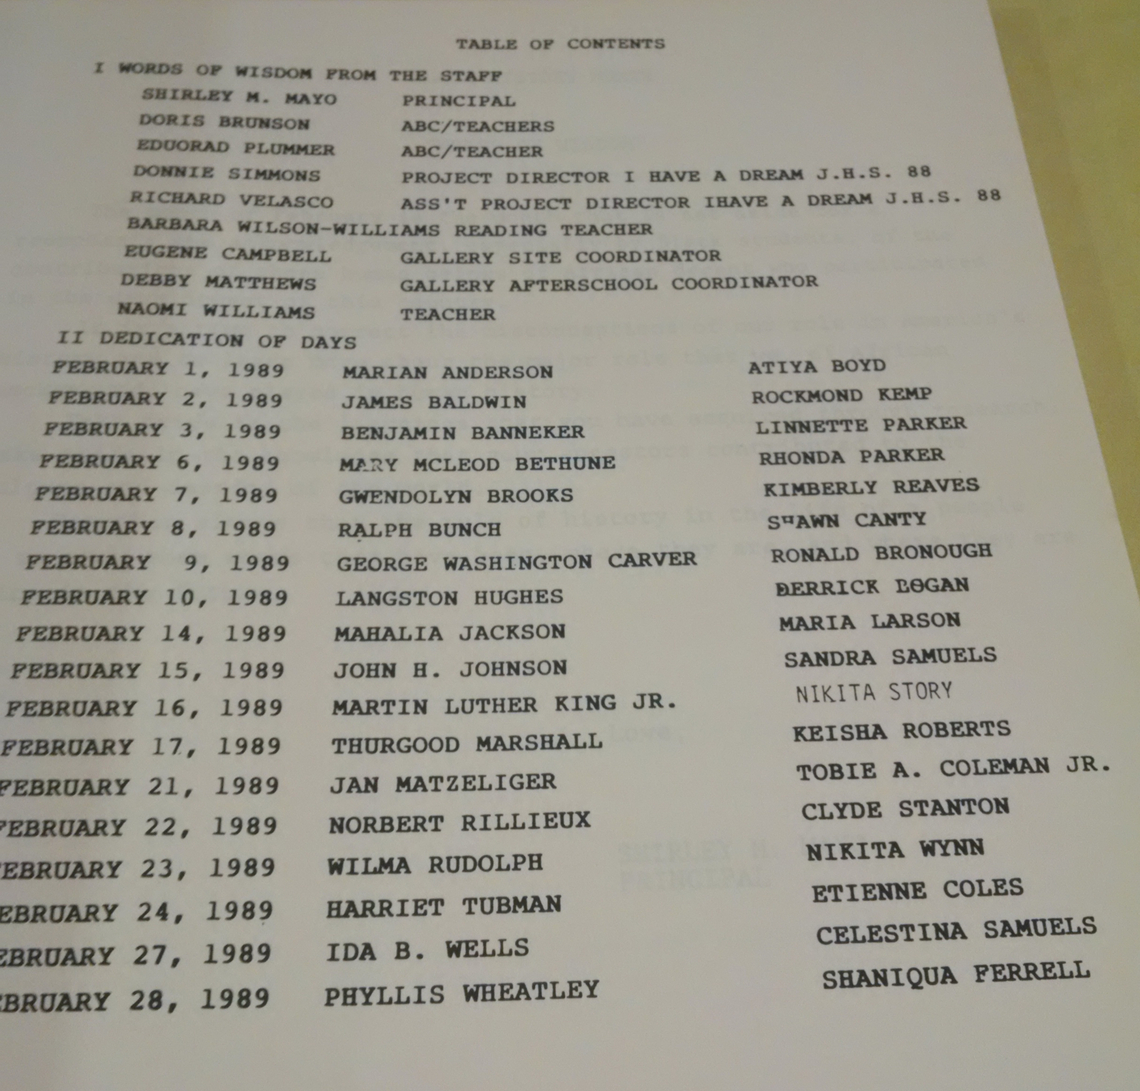 TABLE OF CONTENTS
I WORDS OF WISDOM FROM THE STAFF
SHIRLEY M. MAYO PRINCIPAL
DORIS BRUNSON ABC/TEACHERS
EDUORAD PLUMMER ABC/TEACHER
DONNIE SIMMONS PROJECT DIRECTOR I HAVE A DREAM J.H.S. 88
RICHARD VELASCO ASS'T PROJECT DIRECTOR IHAVE A DREAM J.H.S. 88
BARBARA WILSON-WILLIAMS READING TEACHER
EUGENE CAMPBELL GALLERY SITE COORDINATOR
DEBBY MATTHEWS GALLERY AFTERSCHOOL COORDINATOR
NAOMI WILLIAMS TEACHER
II DEDICATION OF DAYS
FEBRUARY 1, 1989 MARIAN ANDERSON ATIYA BOYD
FEBRUARY 2, 1989 JAMES BALDWIN ROCKMOND KEMP
FEBRUARY 3, 1989 BENJAMIN BANNEKER LINNETTE PARKER
FEBRUARY 6, 1989 MARY MCLEOD BETHUNE RHONDA PARKER
FEBRUARY 7, 1989 GWENDOLYN BROOKS KIMBERLY REAVES
FEBRUARY 8, 1989 RALPH BUNCH SHAWN CANTY
FEBRUARY 9, 1989 GEORGE WASHINGTON CARVER RONALD BRONOUGH
FEBRUARY 10, 1989 LANGSTON HUGHES DERRICK LOGAN
FEBRUARY 14, 1989 MAHALIA JACKSON MARIA LARSON
FEBRUARY 15, 1989 JOHN H. JOHNSON SANDRA SAMUELS
FEBRUARY 16, 1989 MARTIN LUTHER KING JR. NIKITA STORY
FEBRUARY 17, 1989 THURGOOD MARSHALL KEISHA ROBERTS
FEBRUARY 21, 1989 JAN MATZELIGER TOBIE A. COLEMAN JR.
FEBRUARY 22, 1989 NORBERT RILLIEUX CLYDE STANTON
EBRUARY 23, 1989 WILMA RUDOLPH NIKITA WYNN
EBRUARY 24, 1989 HARRIET TUBMAN ETIENNE COLES
EBRUARY 27, 1989 IDA B. WELLS CELESTINA SAMUELS
BRUARY 28, 1989 PHYLLIS WHEATLEY SHANIQUA FERRELL